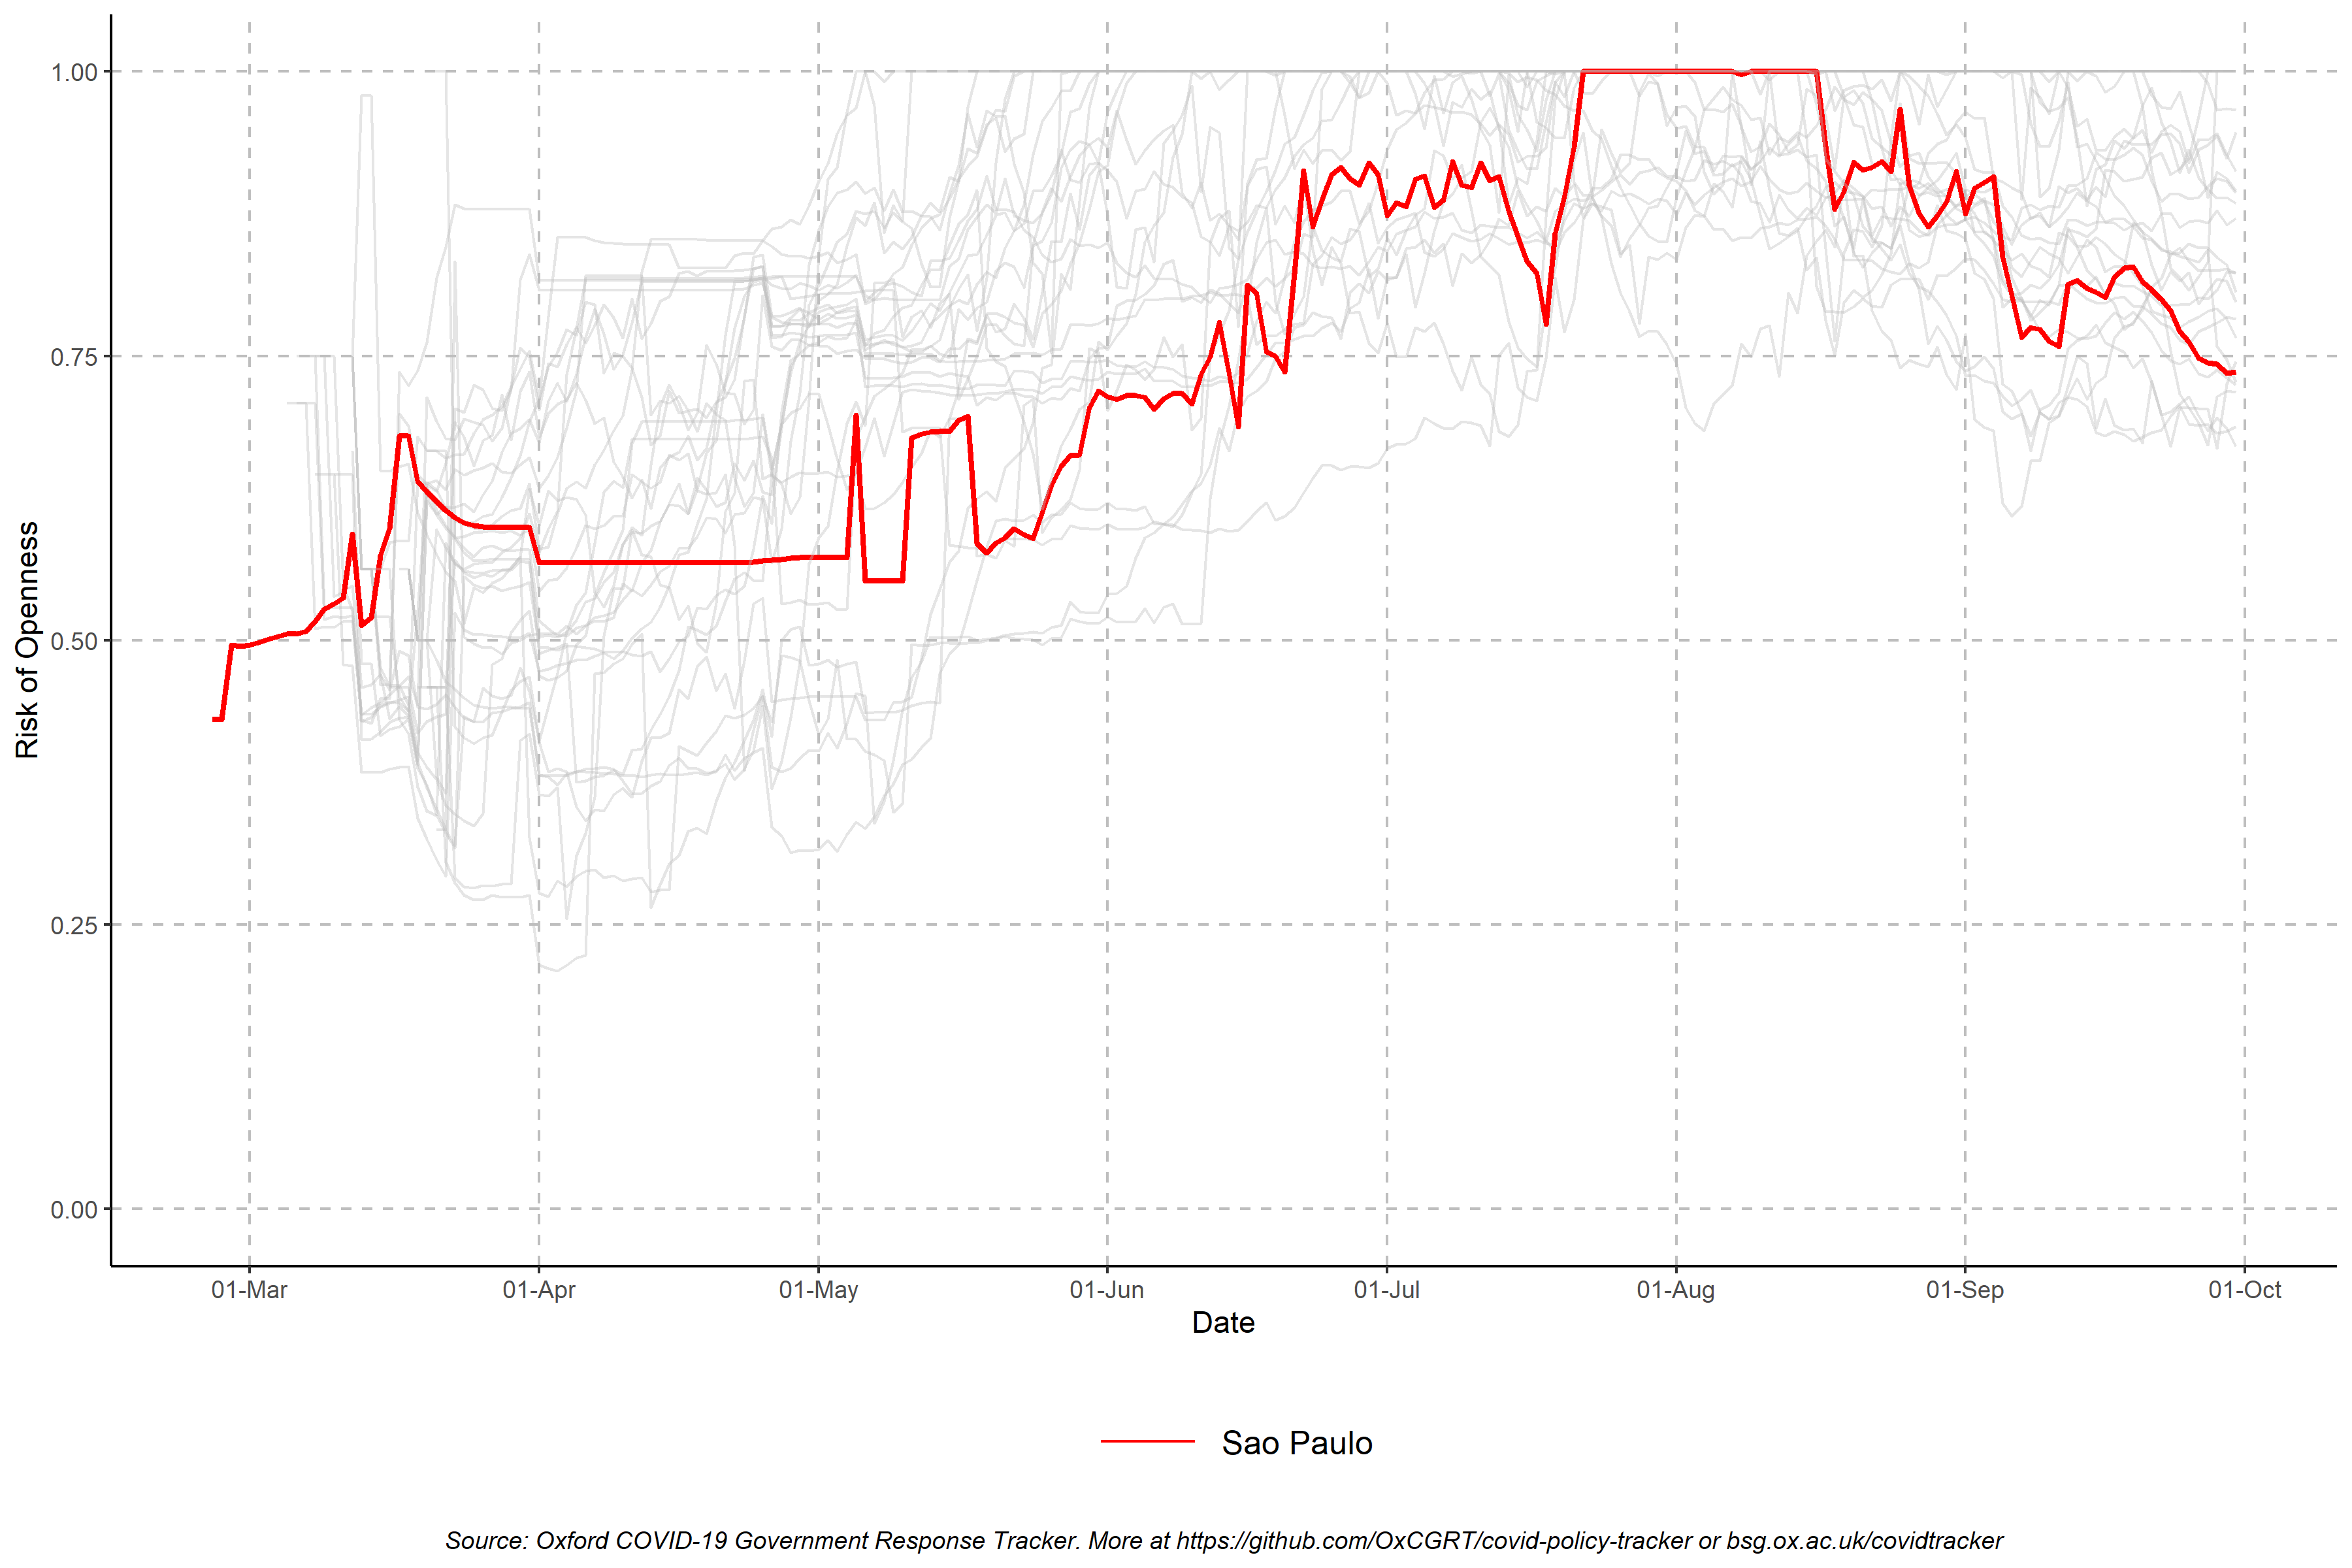 1.00
0.75
0.50
0.25
0.00
Risk of Openness
01-Mar 01-Apr 01-May 01-Jun 01-Jul 01-Aug 01-Sep 01-Oct
Date
Sao Paulo
Source: Oxford COVID-19 Government Response Tracker. More at https://github.com/OxCGRT/covid-policy-tracker or bsg.ox.ac.uk/covidtracker